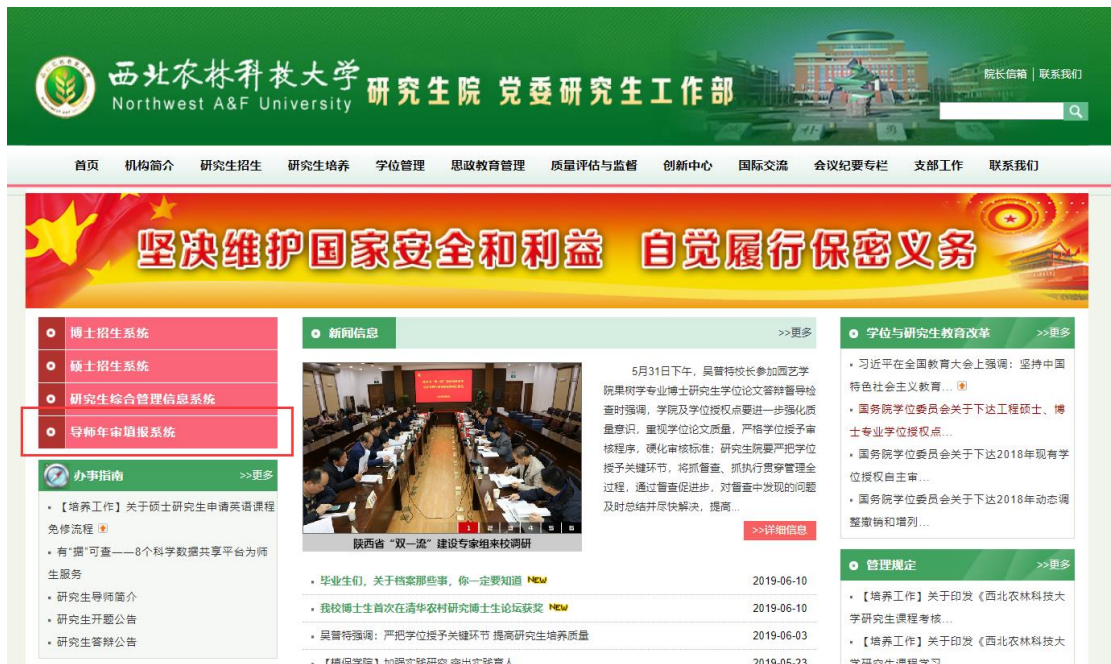 西北农林科技大学
Northwest A&F University
研究生院 党委研究生工作部
院长信箱 | 联系我们
首页 机构简介 研究生招生 研究生培养 学位管理 思政教育管理 质量评估与监督 创新中心 国际交流 会议纪要专栏 支部工作 联系我们
坚决维护国家安全和利益 自觉履行保密义务
博士招生系统
硕士招生系统
研究生综合管理信息系统
导师年审填报系统
办事指南 >>更多
▪ 【培养工作】关于硕士研究生申请英语课程
免修流程
▪ 有“据”可查——8个科学数据共享平台为师
生服务
▪ 研究生导师简介
▪ 研究生开题公告
▪ 研究生答辩公告
新闻信息 >>更多
1 2 3 4 5 6
陕西省“双一流”建设专家组来校调研
5月31日下午，吴普特校长参加园艺学
院果树学专业博士研究生学位论文答辩督导检
查时强调，学院及学位授权点要进一步强化质
量意识，重视学位论文质量，严格学位授予审
核程序，硬化审核标准；研究生院要严把学位
授予关键环节，将抓督查、抓执行贯穿管理全
过程，通过督查促进步，对督查中发现的问题
及时总结并尽快解决，提高...
>>详细信息
▪ 毕业生们，关于档案那些事，你一定要知道 NEW 2019-06-10
▪ 我校博士生首次在清华农村研究博士生论坛获奖 NEW 2019-06-10
▪ 吴普特强调：严把学位授予关键环节 提高研究生培养质量 2019-06-03
▪ 【植保学院】加强实践研究 突出实践育人 2019-05-23
学位与研究生教育改革 >>更多
▪ 习近平在全国教育大会上强调：坚持中国
特色社会主义教育...
▪ 国务院学位委员会关于下达工程硕士、博
士专业学位授权点...
▪ 国务院学位委员会关于下达2018年现有学
位授权自主审...
▪ 国务院学位委员会关于下达2018年动态调
整撤销和增列...
管理规定 >>更多
▪ 【培养工作】关于印发《西北农林科技大
学研究生课程考核...
▪ 【培养工作】关于印发《西北农林科技大
学研究生课程学习...